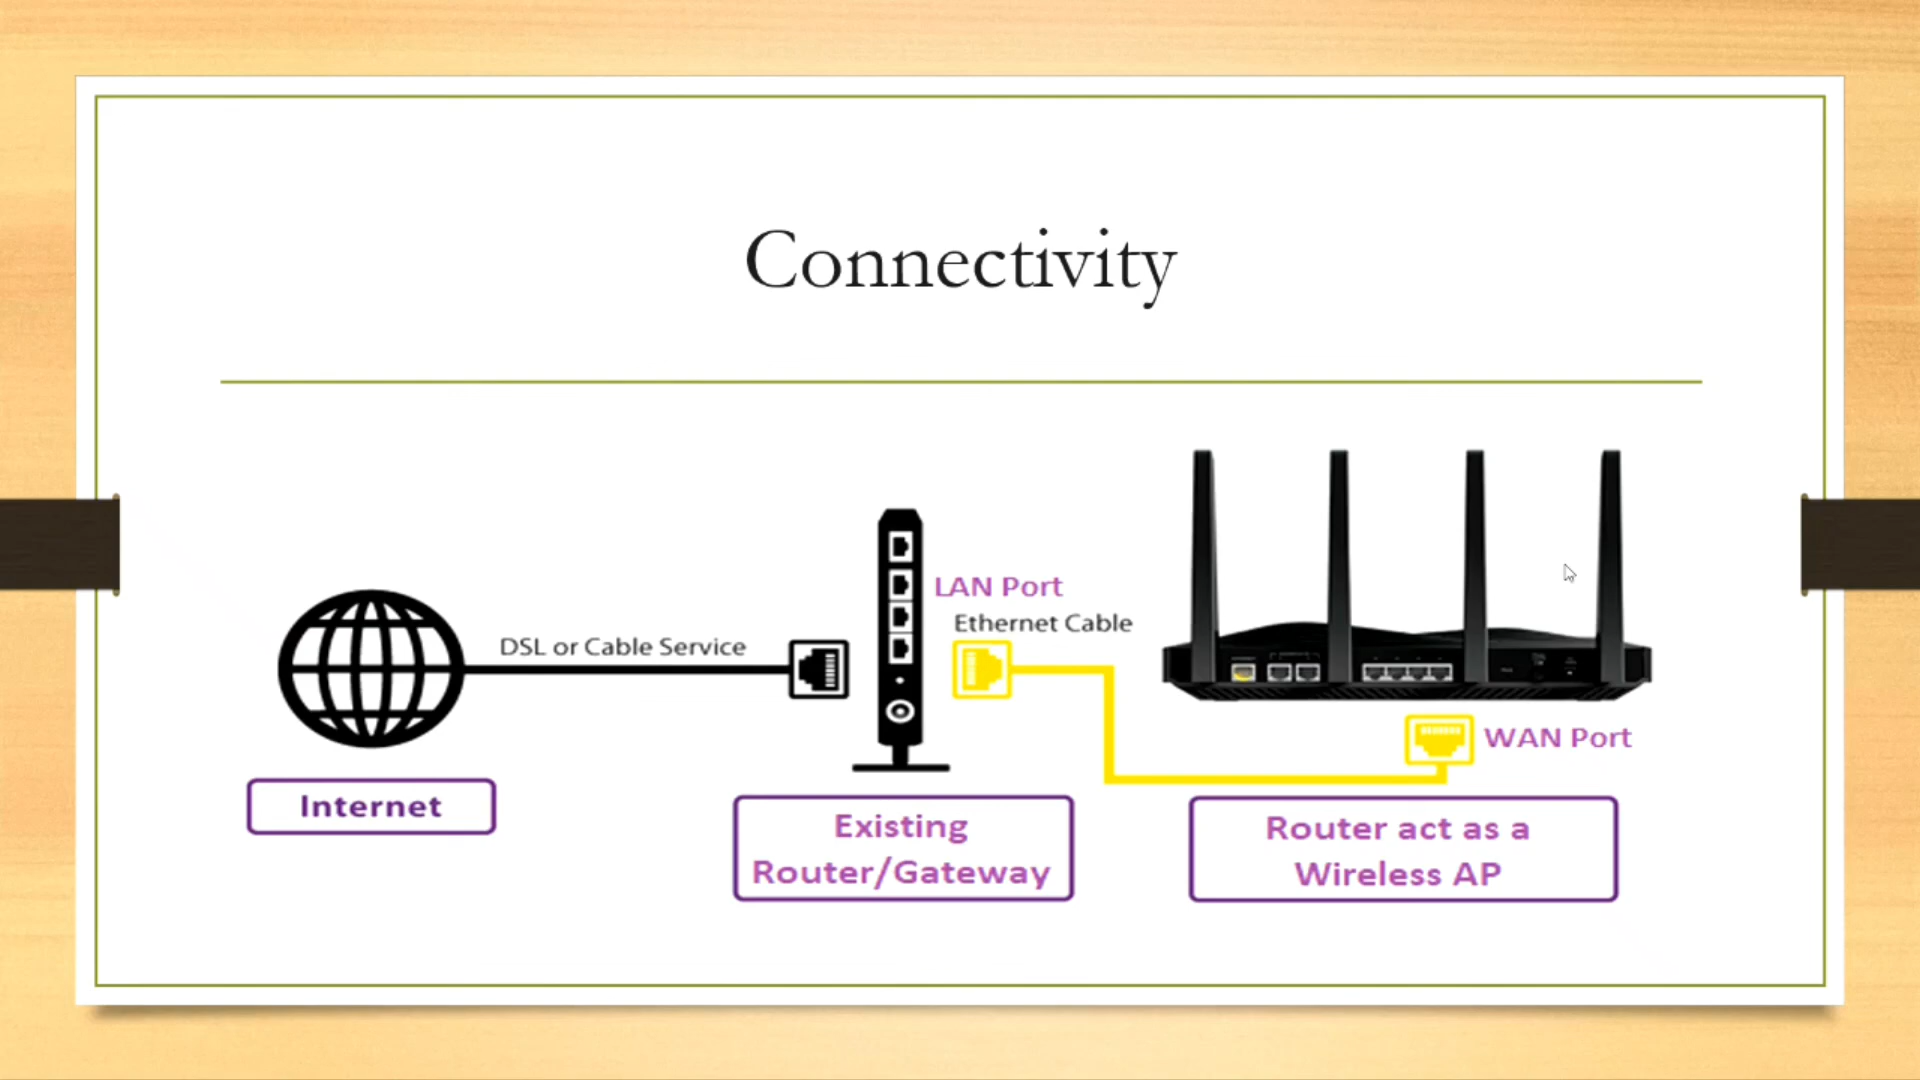 Connectivity
LAN Port
Ethernet Cable
DSL or Cable Service
WAN Port
Internet
Existing
Router/Gateway
Router act as a
Wireless AP